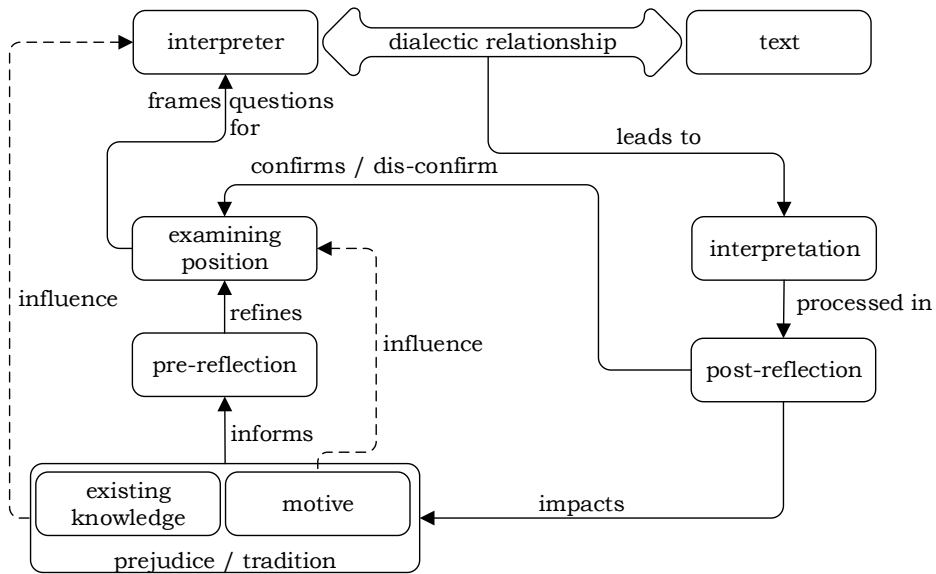 interpreter
dialectic relationship
text
frames questions
for
leads to
confirms / dis-confirm
examining
position
interpretation
influence
refines
processed in
influence
pre-reflection
post-reflection
informs
existing
knowledge
motive
impacts
prejudice / tradition